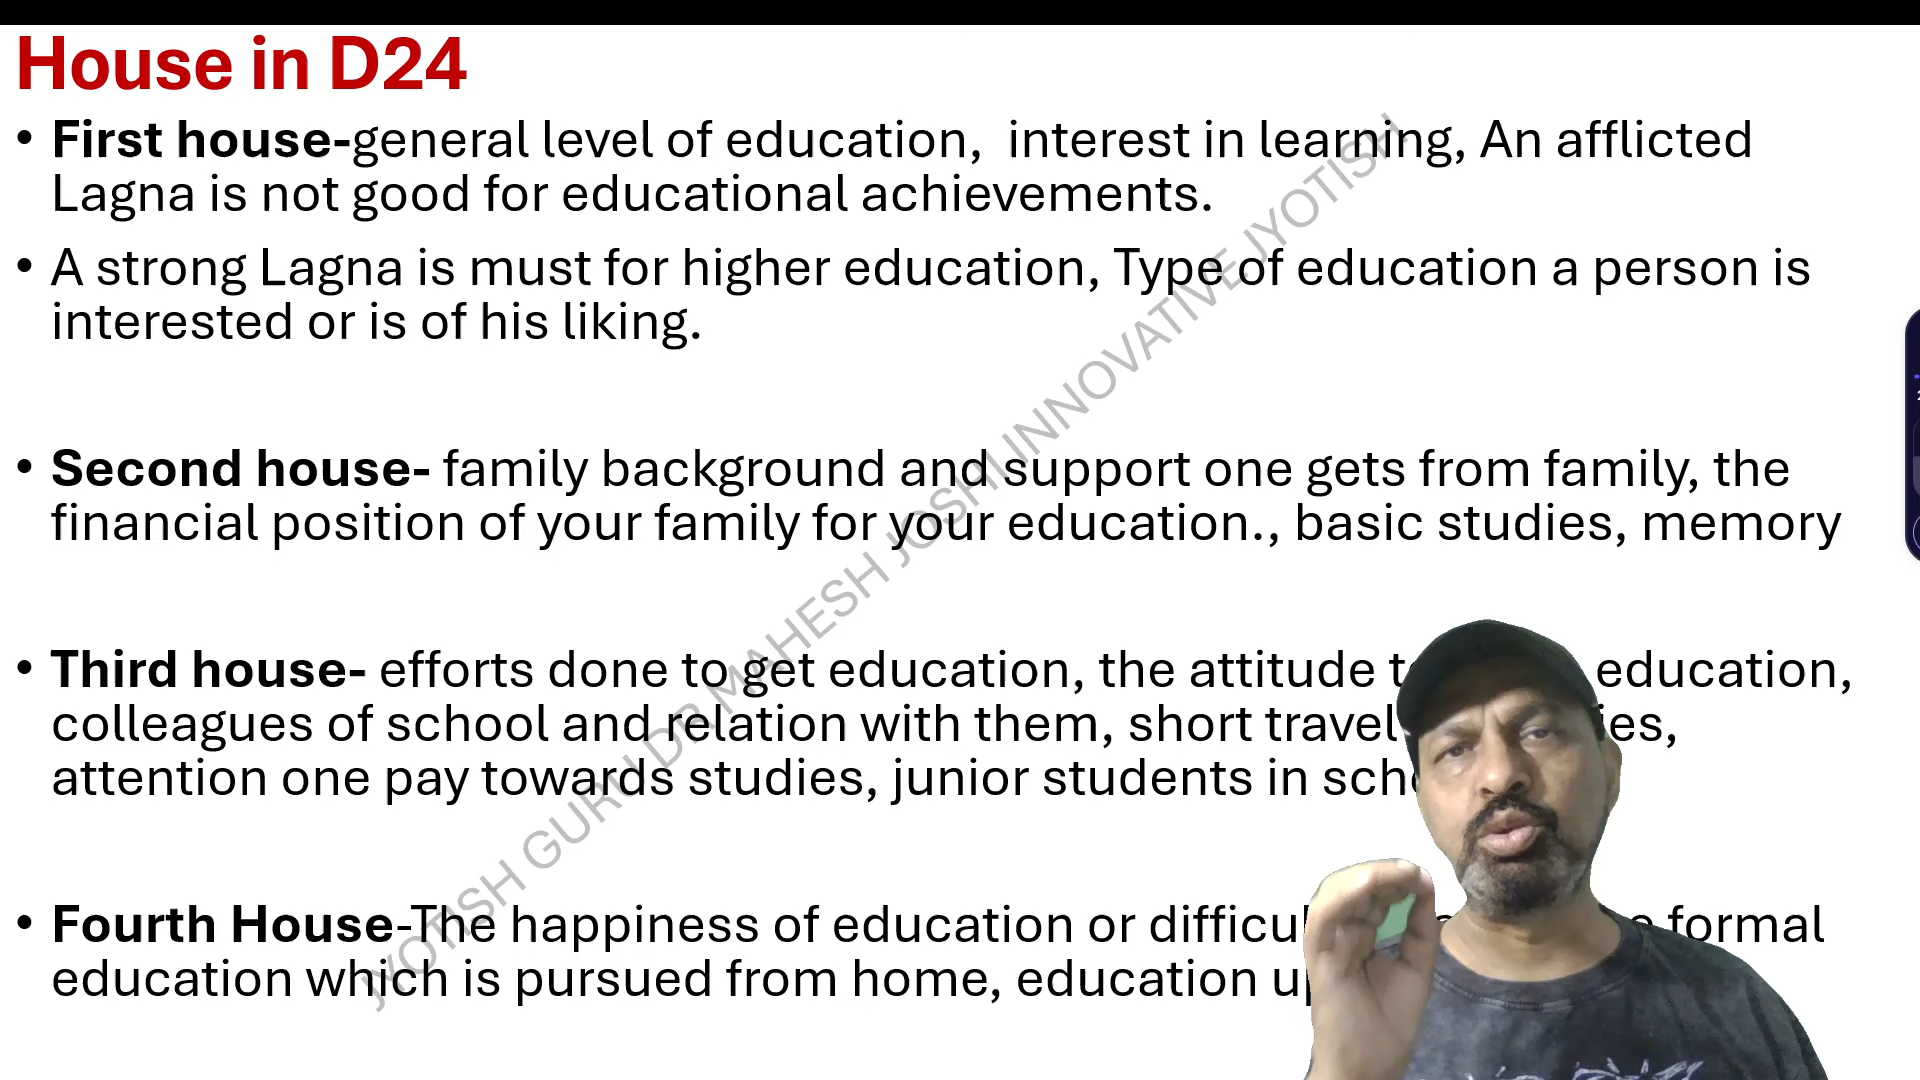 House in D24
• First house-general level of education, interest in learning, An afflicted
Lagna is not good for educational achievements.
• A strong Lagna is must for higher education, Type of education a person is
interested or is of his liking.
• Second house- family background and support one gets from family, the
financial position of your family for your education., basic studies, memory
• Third house- efforts done to get education, the attitude education,
colleagues of school and relation with them, short travel
attention one pay towards studies, junior students in
• Fourth House-The happiness of education or formal
education which is pursued from home, education
JYOTISH GURU DR MAHESH JOSHI INNOVATIVE JYOTISH